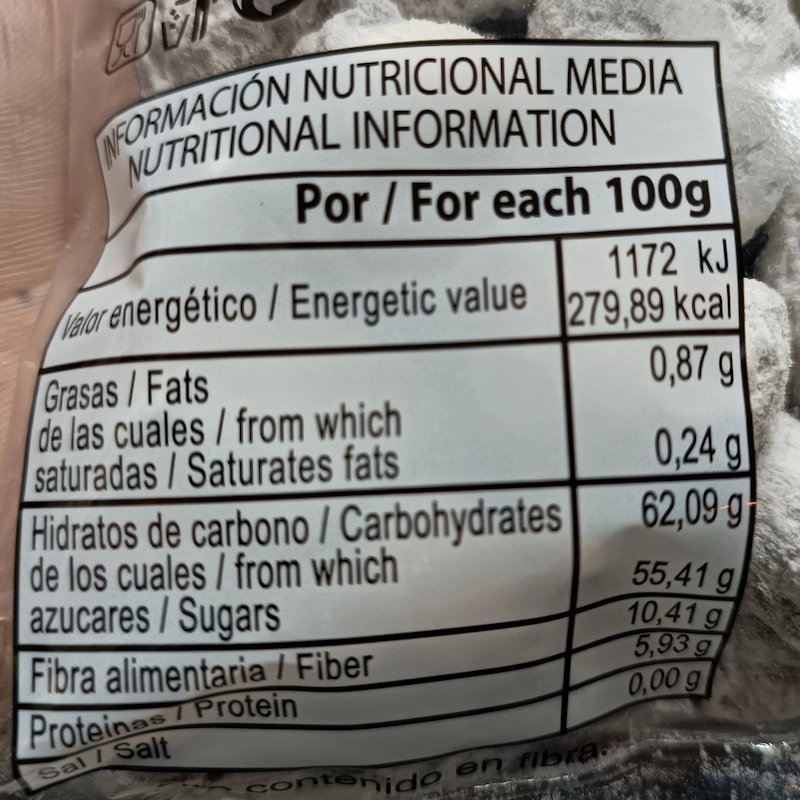 INFORMACIÓN NUTRICIONAL MEDIA
NUTRITIONAL INFORMATION
Por / For each 100g
Valor energético / Energetic value 1172 kJ
279,89 kcal
Grasas / Fats 0,87 g
de las cuales / from which
saturadas / Saturates fats 0,24 g
Hidratos de carbono / Carbohydrates 62,09 g
de los cuales / from which
azucares / Sugars 55,41 g
Fibra alimentaria / Fiber 10,41 g
Proteinas / Protein 5,93 g
Sal / Salt 0,00 g
contenido en fibra.